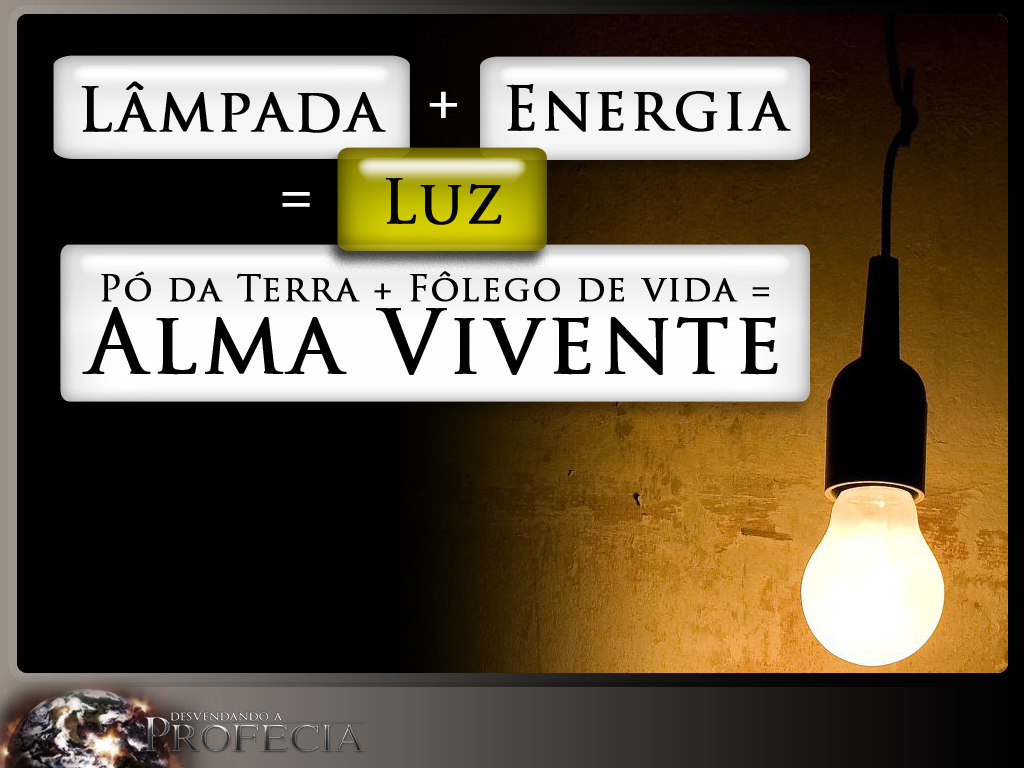 Lâmpada + Energia
= Luz
Pó da Terra + Fôlego de vida =
Alma Vivente
Desvendando a
Profecia